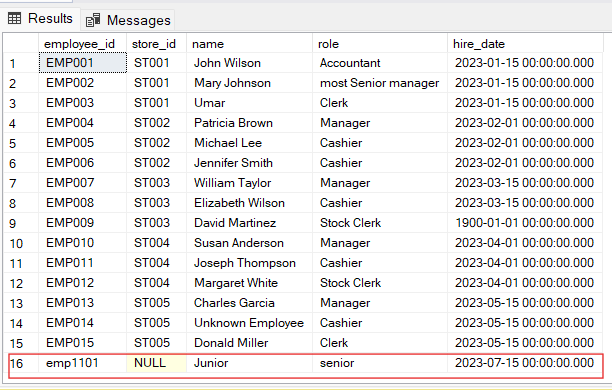 Results Messages
employee_id store_id name role hire_date
1 EMP001 ST001 John Wilson Accountant 2023-01-15 00:00:00.000
2 EMP002 ST001 Mary Johnson most Senior manager 2023-01-15 00:00:00.000
3 EMP003 ST001 Umar Clerk 2023-01-15 00:00:00.000
4 EMP004 ST002 Patricia Brown Manager 2023-02-01 00:00:00.000
5 EMP005 ST002 Michael Lee Cashier 2023-02-01 00:00:00.000
6 EMP006 ST002 Jennifer Smith Cashier 2023-02-01 00:00:00.000
7 EMP007 ST003 William Taylor Manager 2023-03-15 00:00:00.000
8 EMP008 ST003 Elizabeth Wilson Cashier 2023-03-15 00:00:00.000
9 EMP009 ST003 David Martinez Stock Clerk 1900-01-01 00:00:00.000
10 EMP010 ST004 Susan Anderson Manager 2023-04-01 00:00:00.000
11 EMP011 ST004 Joseph Thompson Cashier 2023-04-01 00:00:00.000
12 EMP012 ST004 Margaret White Stock Clerk 2023-04-01 00:00:00.000
13 EMP013 ST005 Charles Garcia Manager 2023-05-15 00:00:00.000
14 EMP014 ST005 Unknown Employee Cashier 2023-05-15 00:00:00.000
15 EMP015 ST005 Donald Miller Clerk 2023-05-15 00:00:00.000
16 emp1101 NULL Junior senior 2023-07-15 00:00:00.000